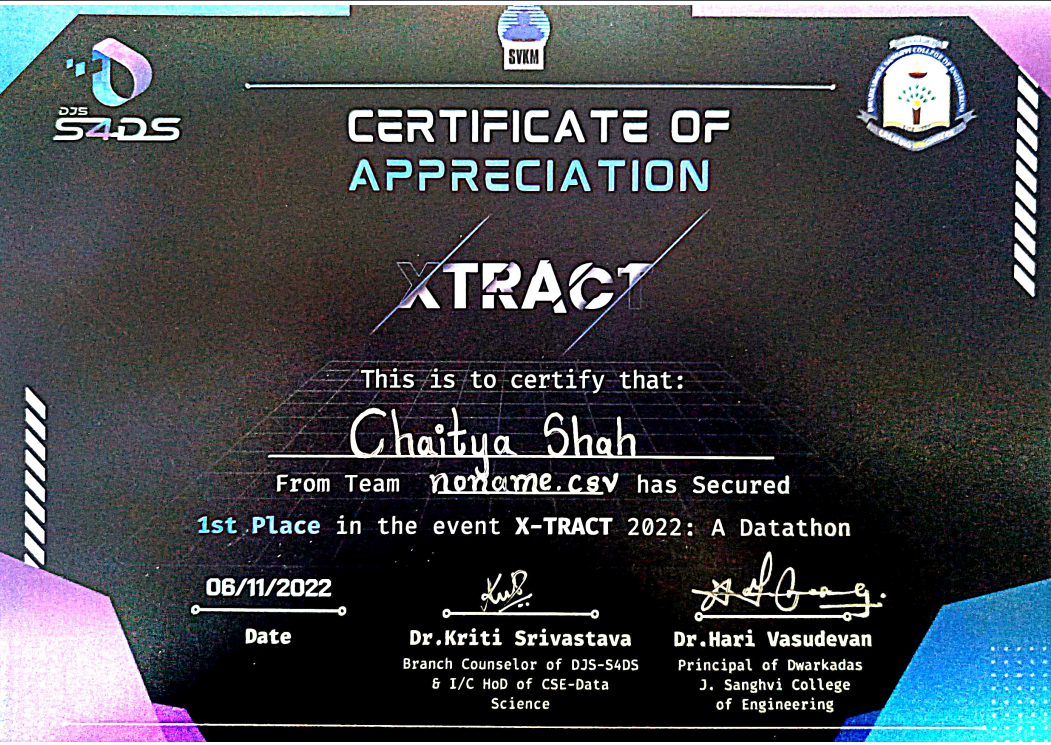 SVKM
DJS
S4DS
CERTIFICATE OF
APPRECIATION
XTRACT
This is to certify that:
Chaitya Shah
From Team noname.csv has Secured
1st Place in the event X-TRACT 2022: A Datathon
06/11/2022
Date
Dr.Kriti Srivastava
Branch Counselor of DJS-S4DS
& I/C HoD of CSE-Data
Science
Dr.Hari Vasudevan
Principal of Dwarkadas
J. Sanghvi College
of Engineering